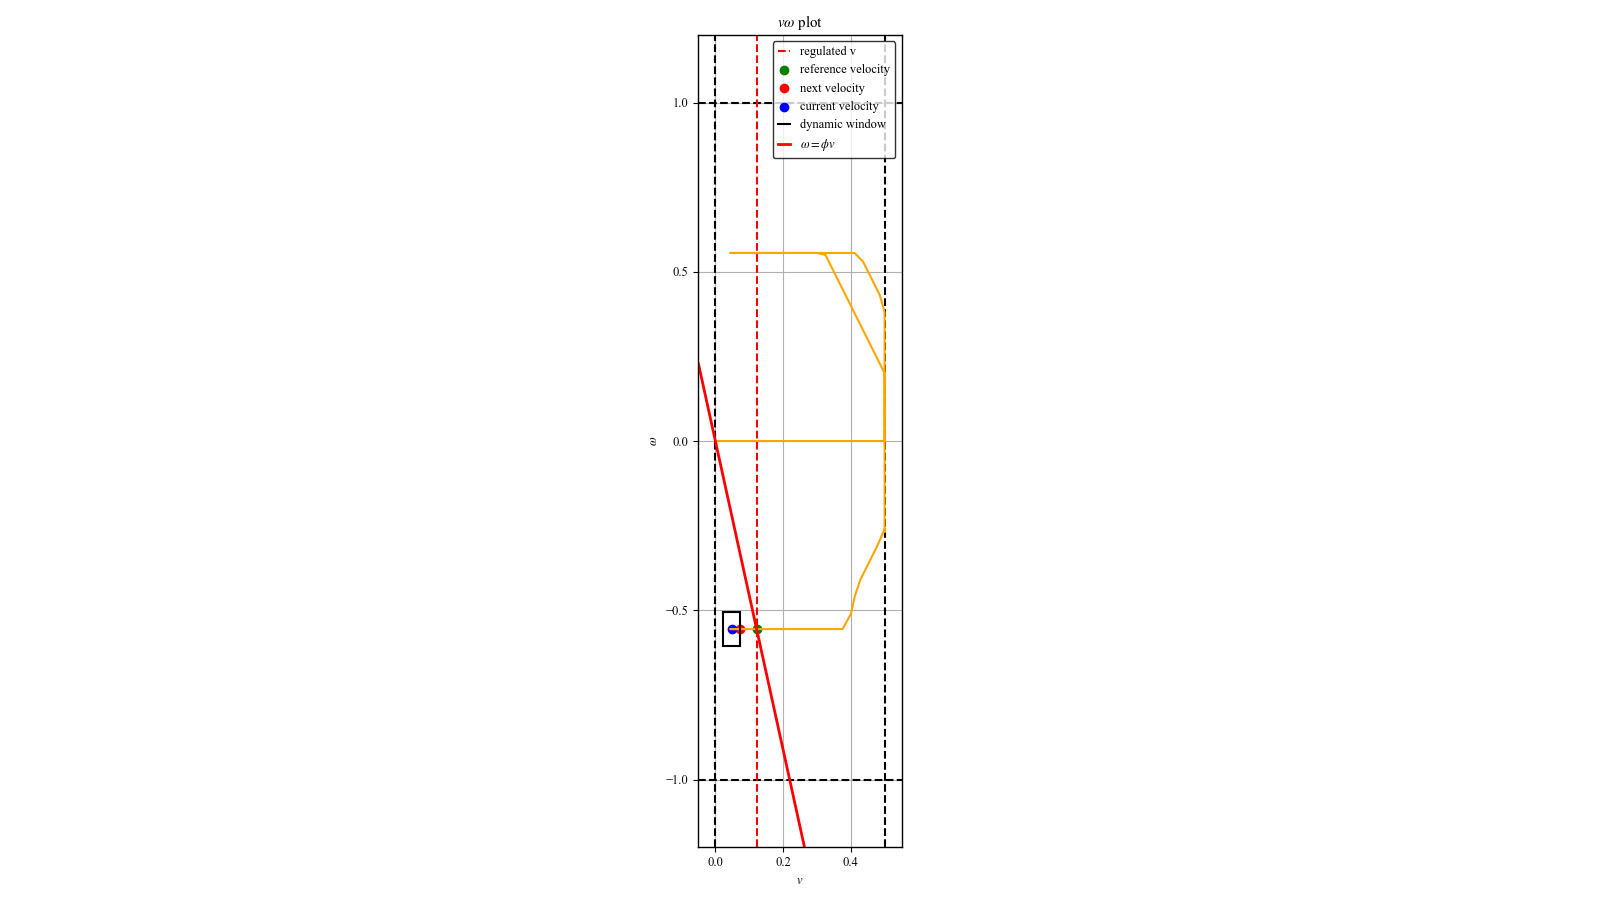 vω plot
regulated v
reference velocity
next velocity
current velocity
dynamic window
ω = ϕv
1.0
0.5
0.0
−0.5
−1.0
ω
0.0 0.2 0.4
v